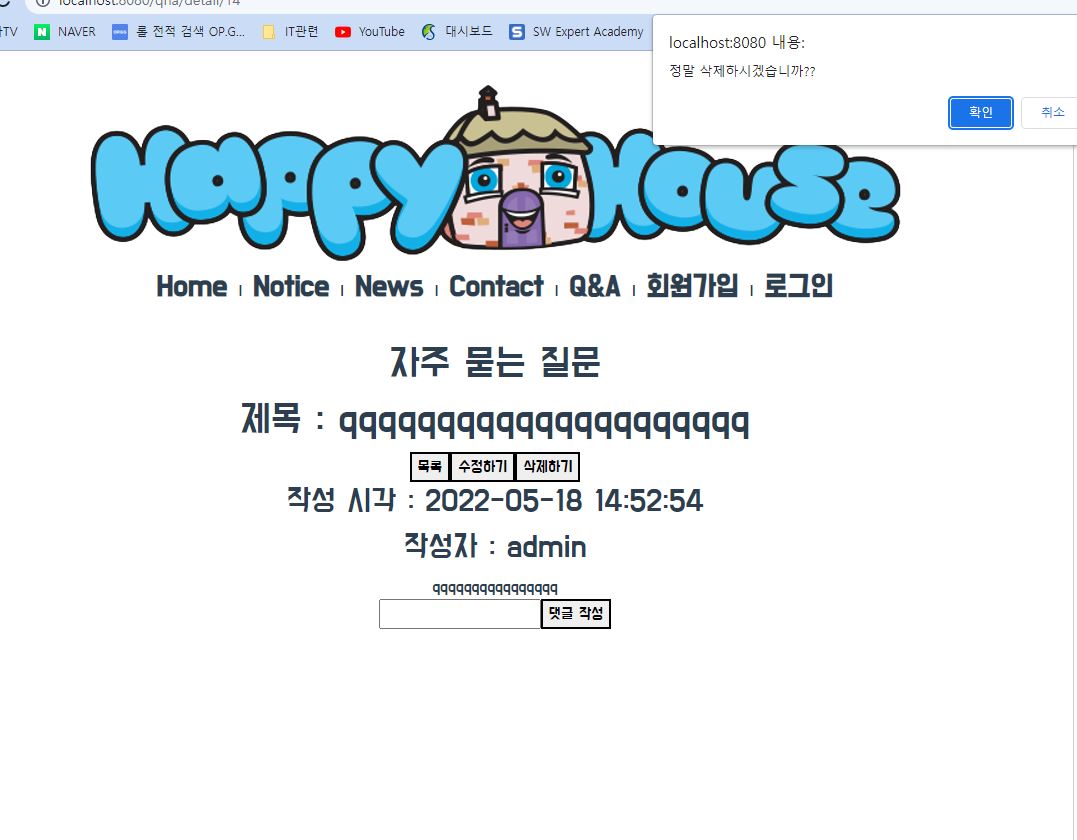 localhost:8080/qna/detail/14
TV NAVER 롤 전적 검색 OP.G... IT관련 YouTube 대시보드 SW Expert Academy
localhost:8080 내용:
정말 삭제하시겠습니까??
확인 취소
Happy House
Home | Notice | News | Contact | Q&A | 회원가입 | 로그인
자주 묻는 질문
제목 : qqqqqqqqqqqqqqqqqqqqq
목록 수정하기 삭제하기
작성 시각 : 2022-05-18 14:52:54
작성자 : admin
qqqqqqqqqqqqqqqq
댓글 작성